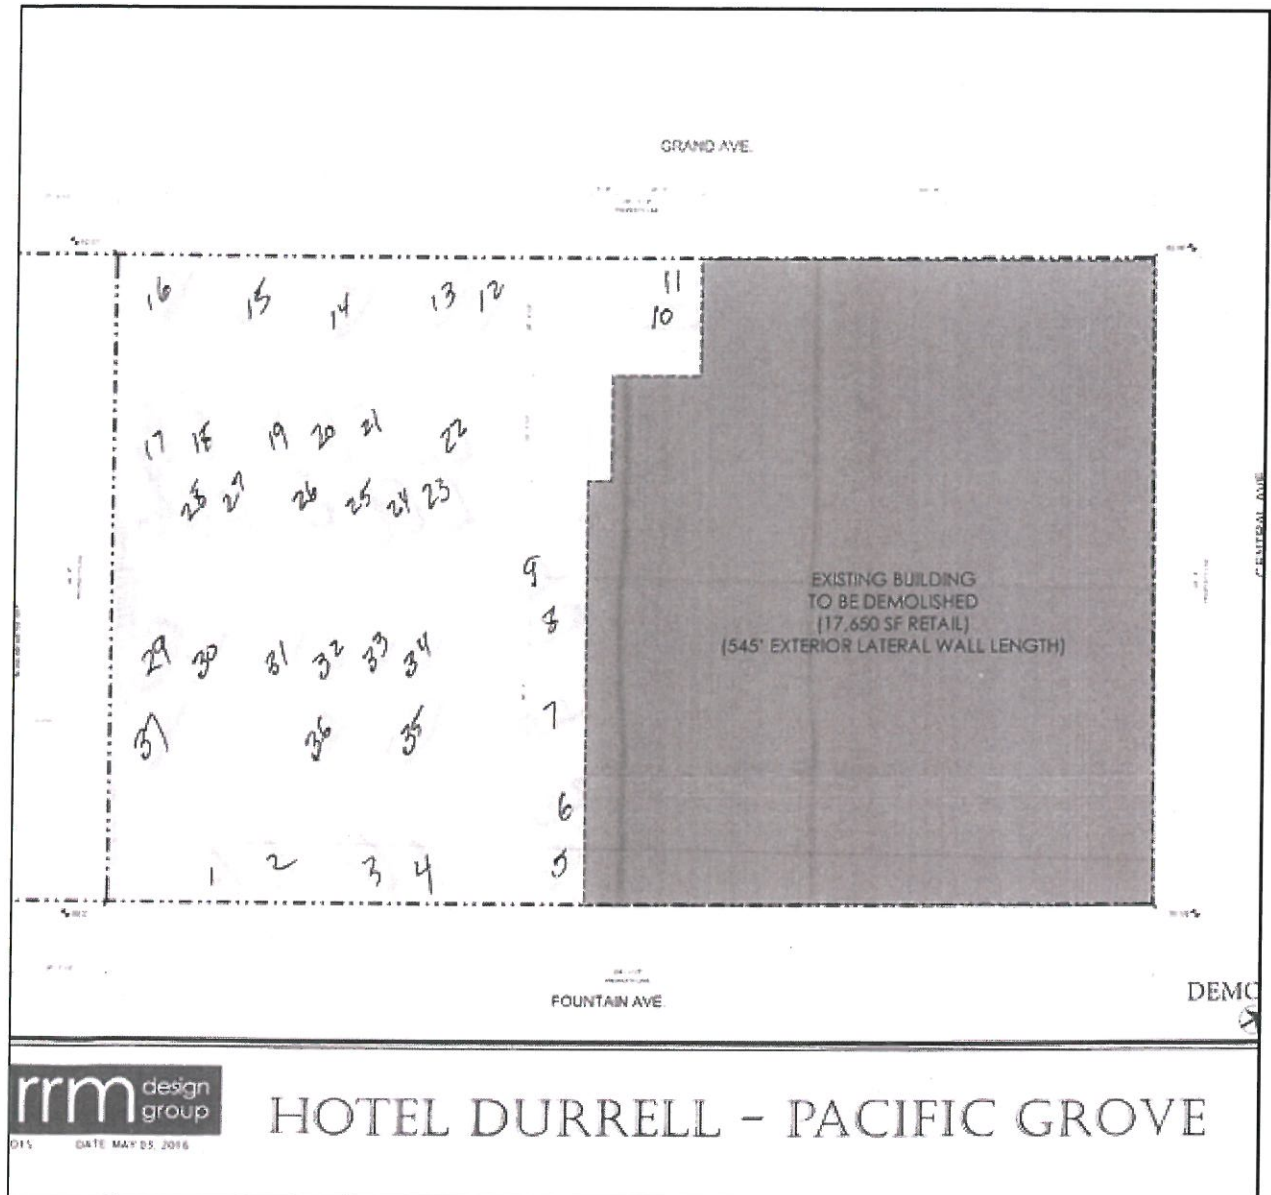 GRAND AVE.
16 15 14 13 12 11
10
17 18 19 20 21 22
28 27 26 25 24 23
9
8
29 30 31 32 33 34
7
37 36 35
6
1 2 3 4 5
EXISTING BUILDING
TO BE DEMOLISHED
(17,650 SF RETAIL)
(545' EXTERIOR LATERAL WALL LENGTH)
CENTRAL AVE
FOUNTAIN AVE.
DEMO
rrm design
group
015 DATE MAY 05, 2016
HOTEL DURRELL - PACIFIC GROVE